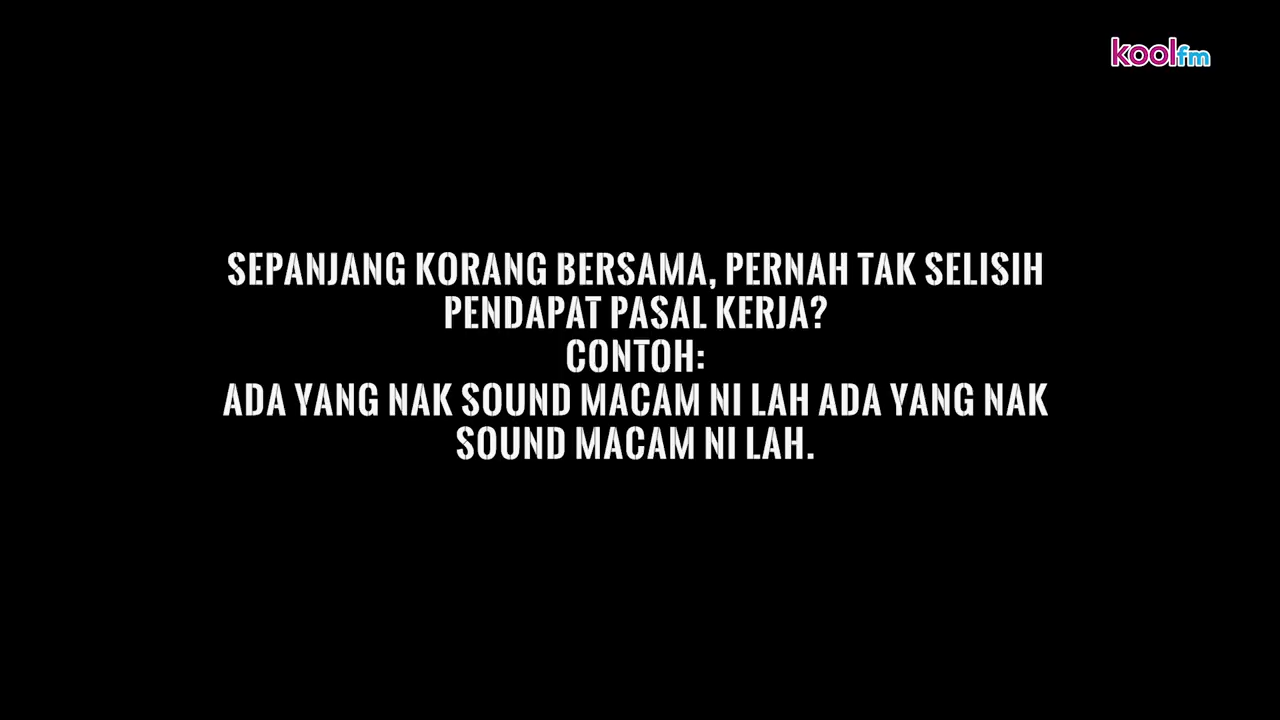 koolfm
SEPANJANG KORANG BERSAMA, PERNAH TAK SELISIH
PENDAPAT PASAL KERJA?
CONTOH:
ADA YANG NAK SOUND MACAM NI LAH ADA YANG NAK
SOUND MACAM NI LAH.